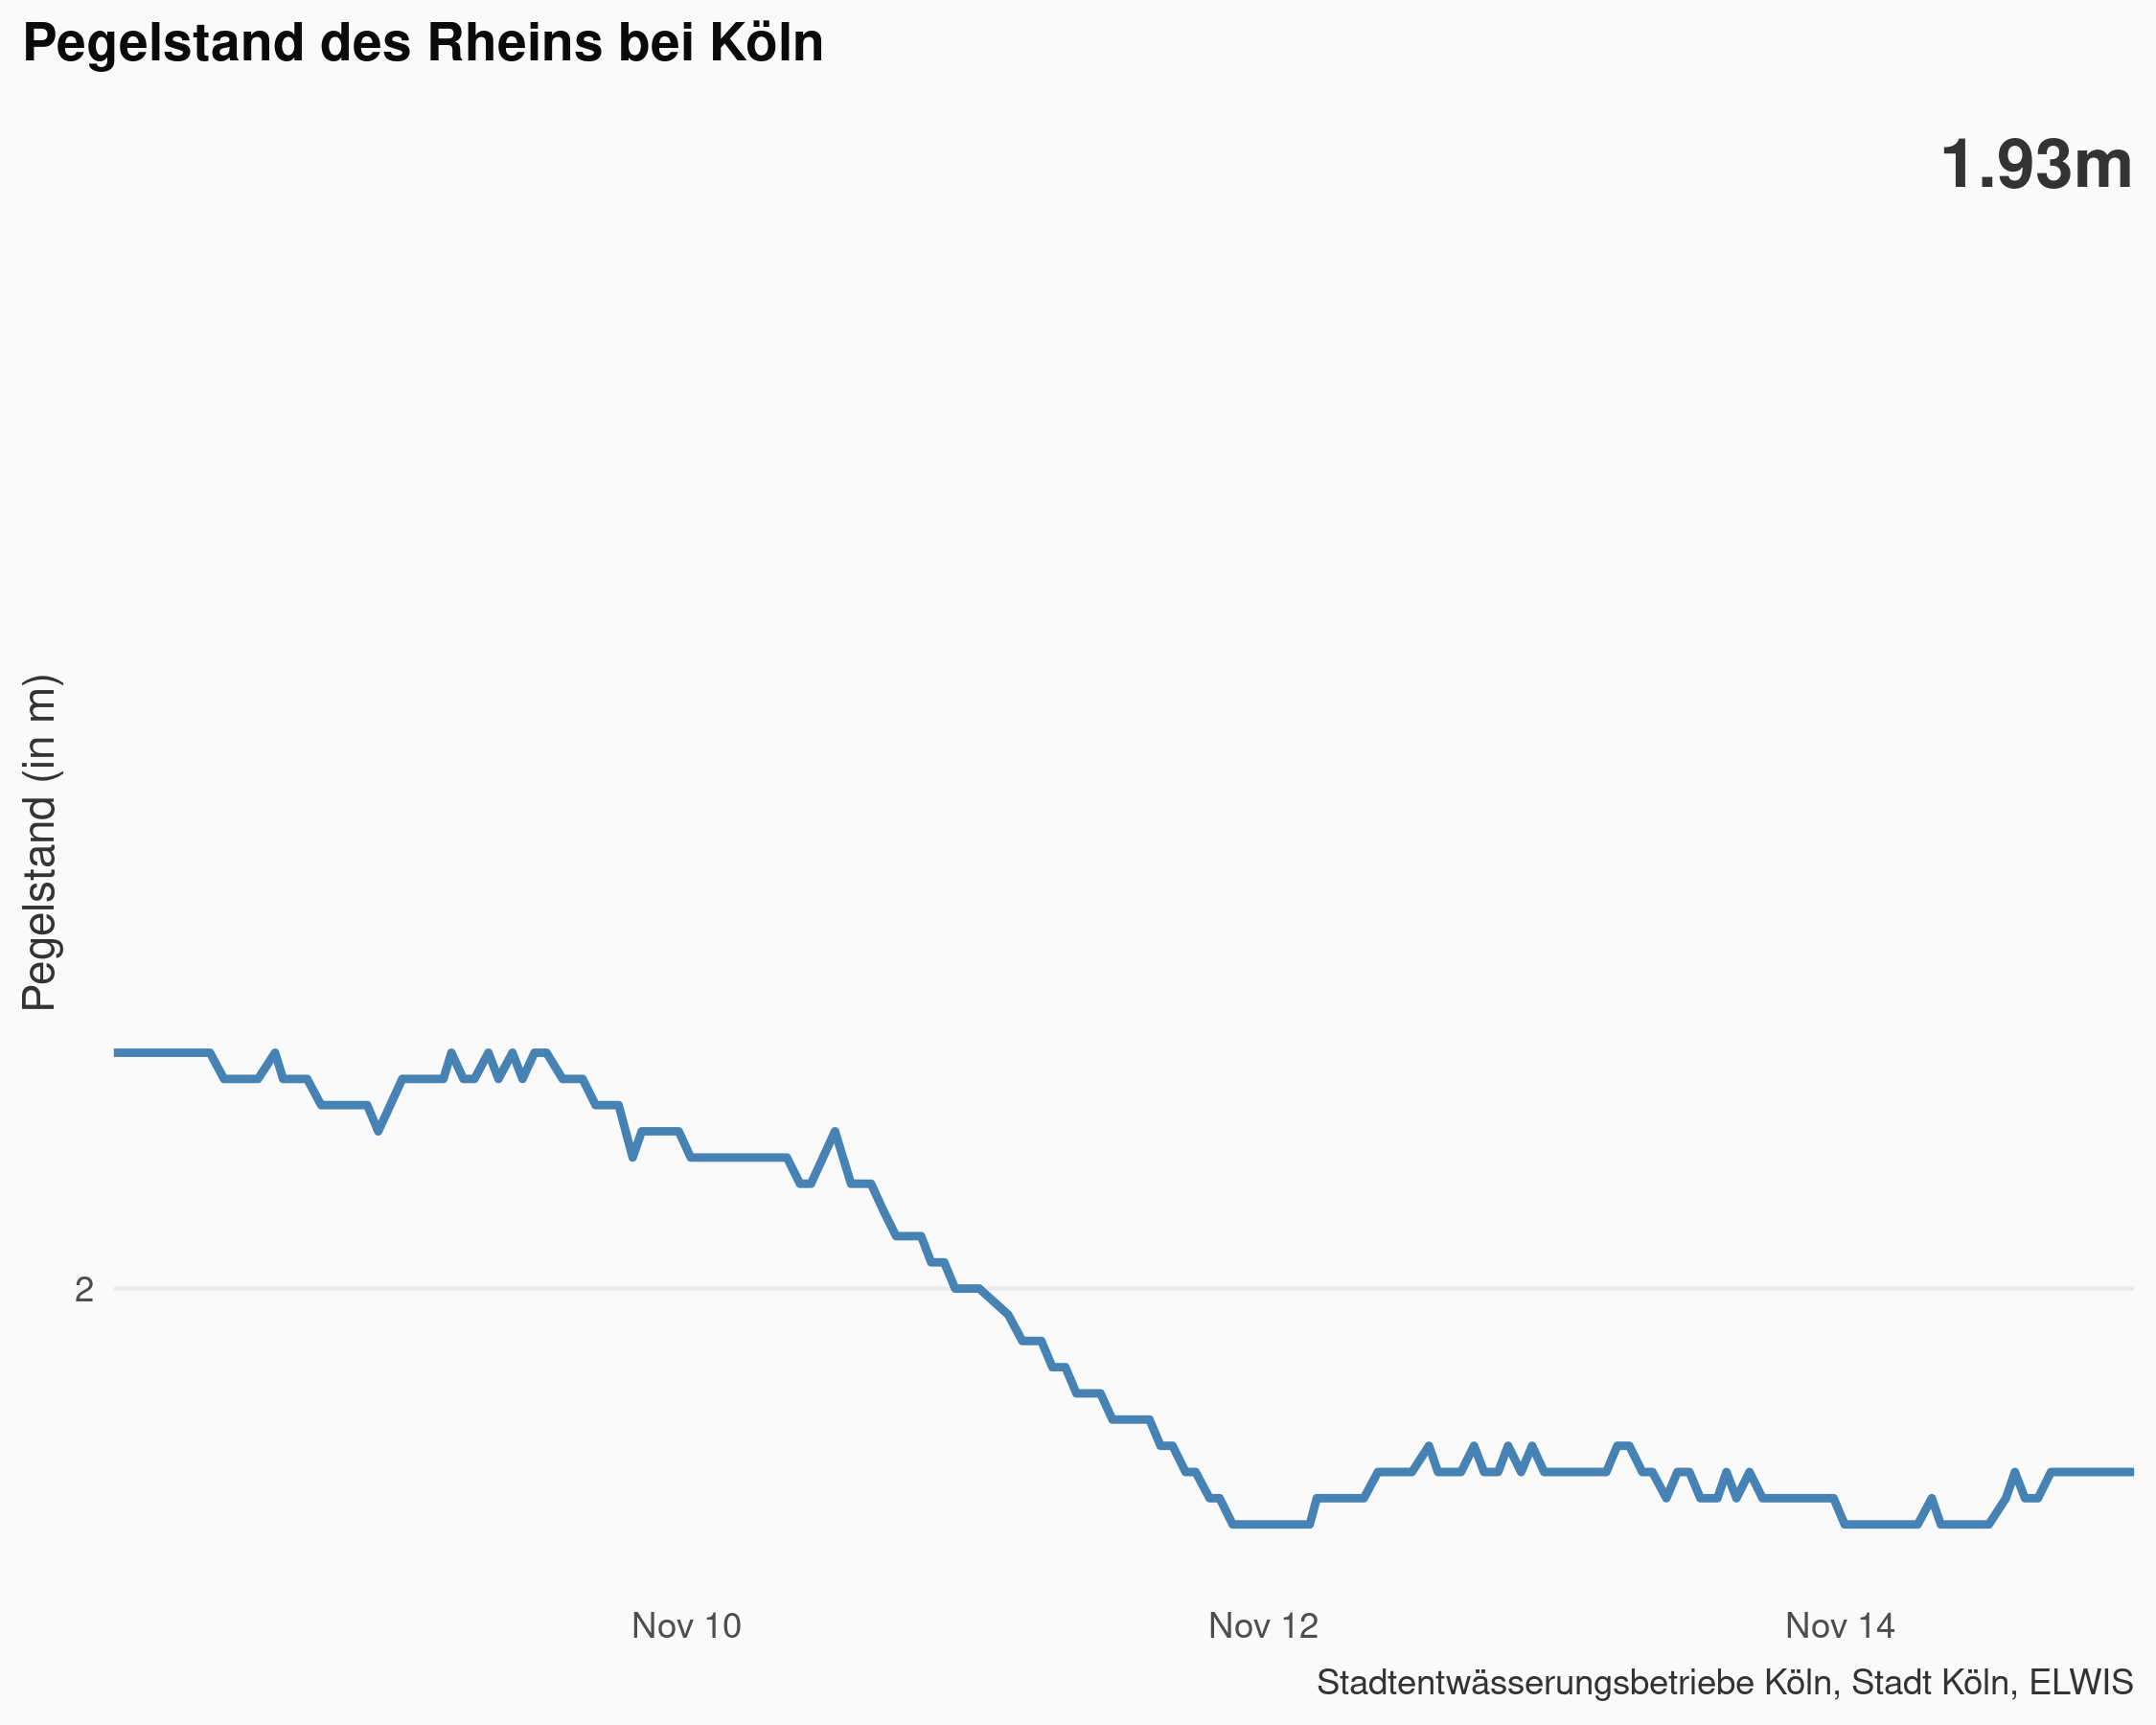 Pegelstand des Rheins bei Köln
1.93m
Pegelstand (in m)
2
Nov 10
Nov 12
Nov 14
Stadtentwässerungsbetriebe Köln, Stadt Köln, ELWIS